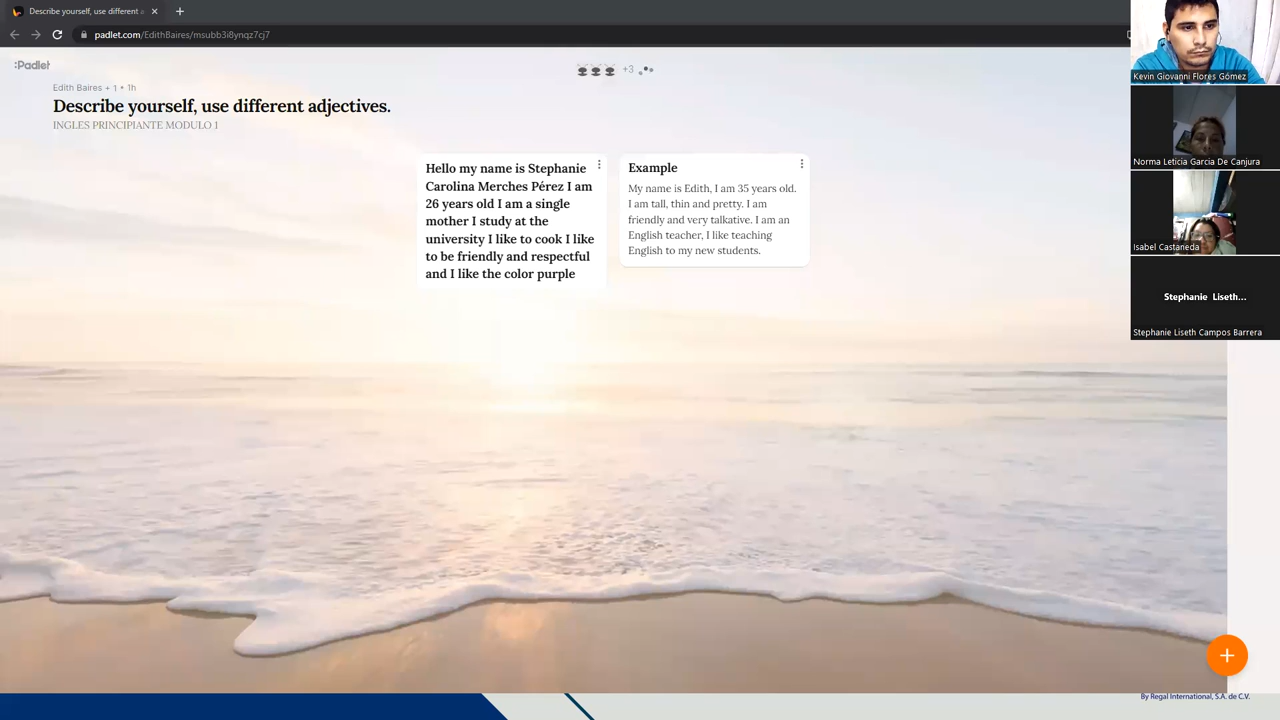 Describe yourself, use different a
padlet.com/EdithBaires/msubb3i8ynqz7cj7
:Padlet
+3
Edith Baires + 1 • 1h
Describe yourself, use different adjectives.
INGLES PRINCIPIANTE MODULO 1
Hello my name is Stephanie
Carolina Merches Pérez I am
26 years old I am a single
mother I study at the
university I like to cook I like
to be friendly and respectful
and I like the color purple
Example
My name is Edith, I am 35 years old.
I am tall, thin and pretty. I am
friendly and very talkative. I am an
English teacher, I like teaching
English to my new students.
Kevin Giovanni Flores Gómez
Norma Leticia Garcia De Canjura
Isabel Castaneda
Stephanie Liseth...
Stephanie Liseth Campos Barrera
By Regal International, S.A. de C.V.